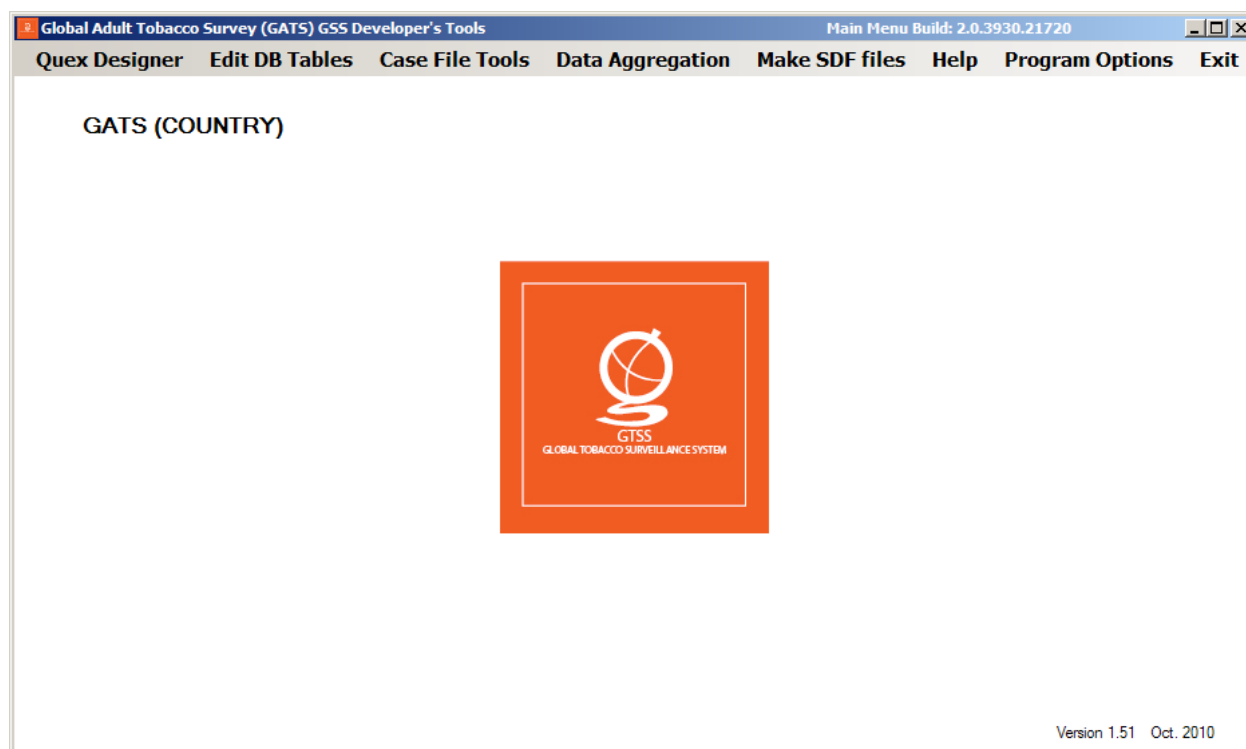 Global Adult Tobacco Survey (GATS) GSS Developer's Tools Main Menu Build: 2.0.3930.21720
Quex Designer Edit DB Tables Case File Tools Data Aggregation Make SDF files Help Program Options Exit
GATS (COUNTRY)
GTSS
GLOBAL TOBACCO SURVEILLANCE SYSTEM
Version 1.51 Oct. 2010